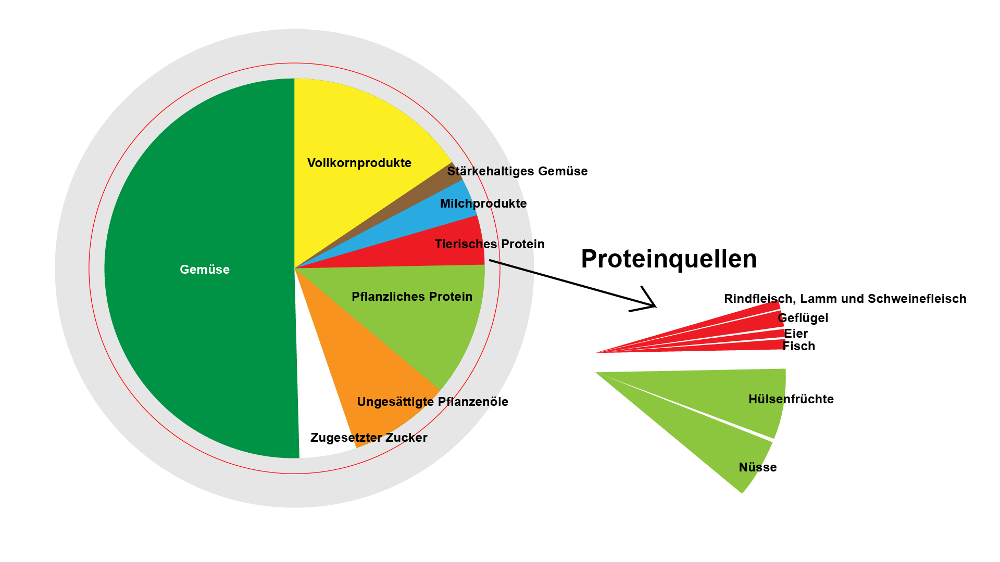 Vollkornprodukte
Stärkehaltiges Gemüse
Milchprodukte
Tierisches Protein
Gemüse
Pflanzliches Protein
Ungesättigte Pflanzenöle
Zugesetzter Zucker
Proteinquellen
Rindfleisch, Lamm und Schweinefleisch
Geflügel
Eier
Fisch
Hülsenfrüchte
Nüsse